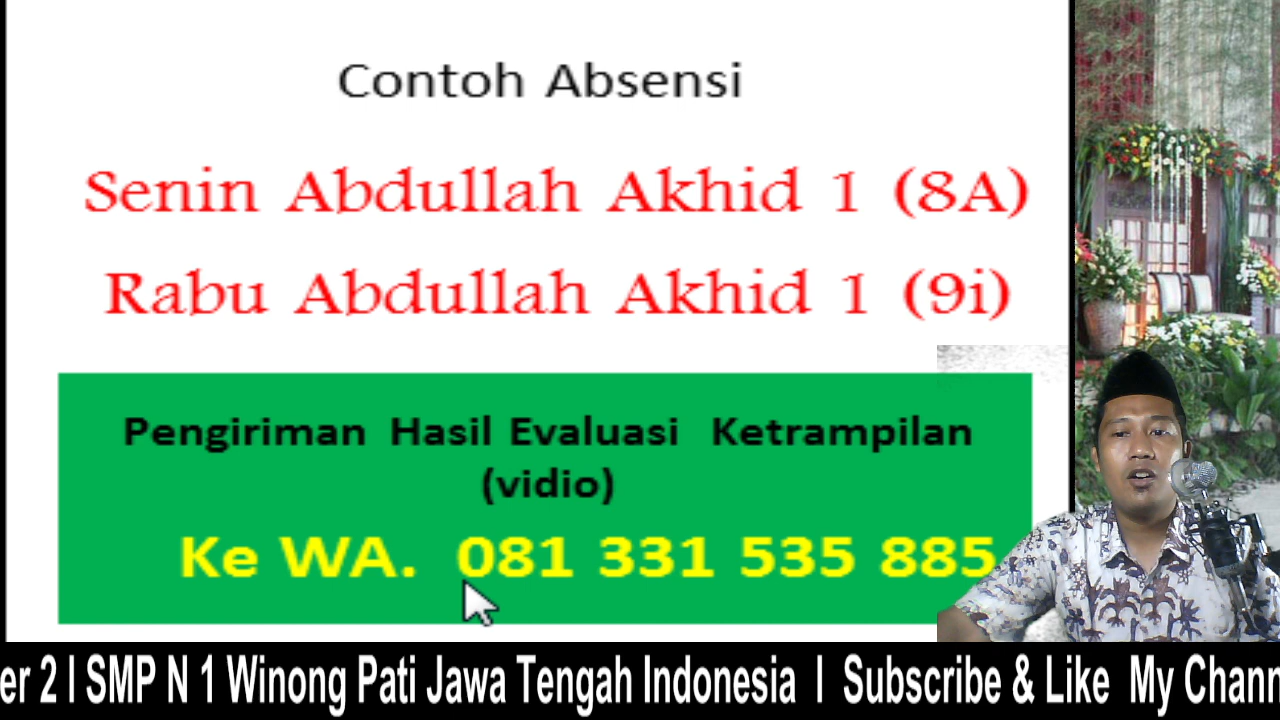 Contoh Absensi
Senin Abdullah Akhid 1 (8A)
Rabu Abdullah Akhid 1 (9i)
Pengiriman Hasil Evaluasi Ketrampilan
(vidio)
Ke WA. 081 331 535 885
er 2 l SMP N 1 Winong Pati Jawa Tengah Indonesia l Subscribe & Like My Chann